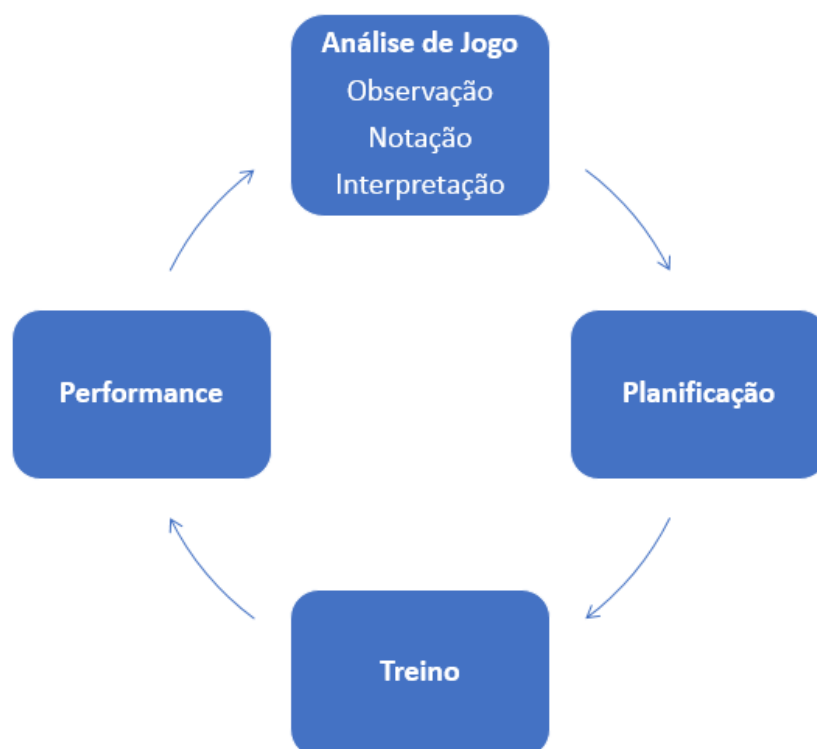 Análise de Jogo
Observação
Notação
Interpretação
Performance
Planificação
Treino